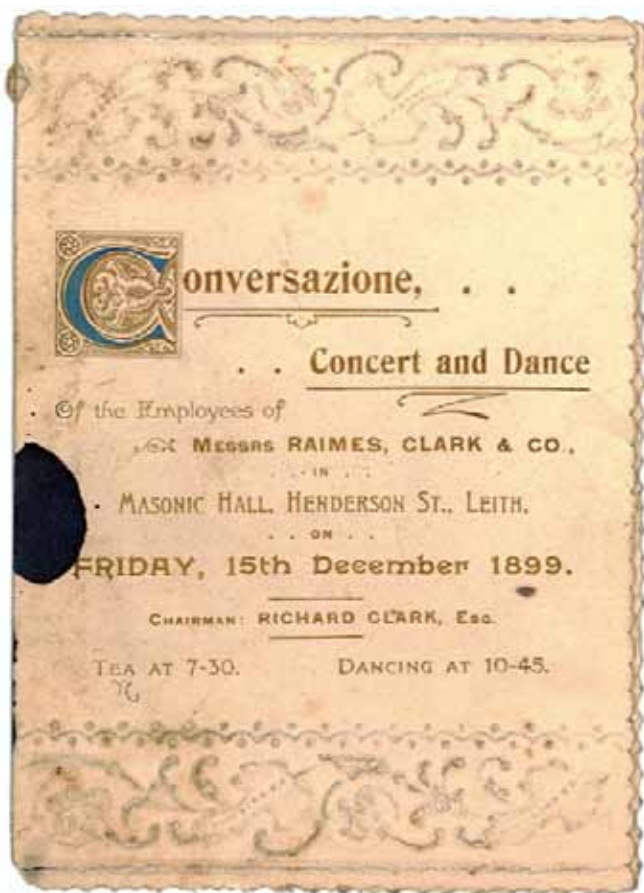 Conversazione, . .
. . Concert and Dance
Of the Employees of
MESSRS RAIMES, CLARK & CO.,
. . IN . .
MASONIC HALL, HENDERSON ST., LEITH,
. . ON . .
FRIDAY, 15th December 1899.
CHAIRMAN: RICHARD CLARK, ESQ.
TEA AT 7-30. DANCING AT 10-45.